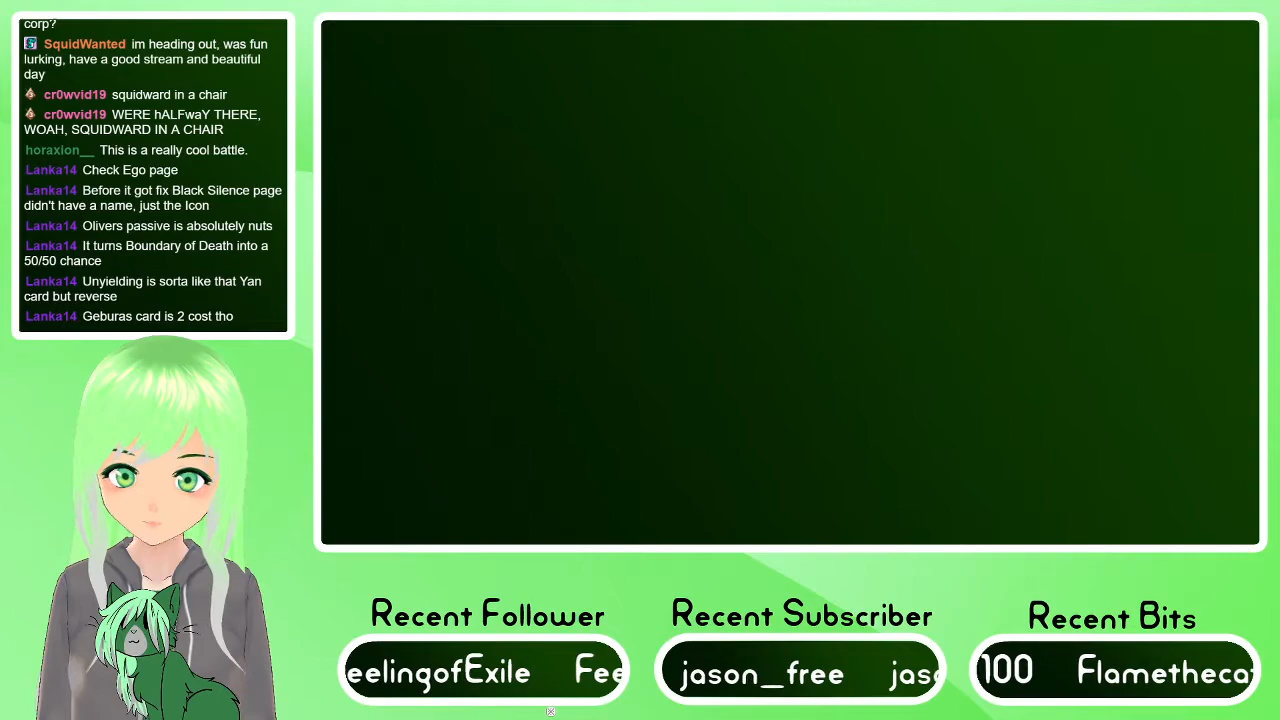 corp?
SquidWanted im heading out, was fun
lurking, have a good stream and beautiful
day
cr0wvid19 squidward in a chair
cr0wvid19 WERE hALFwaY THERE,
WOAH, SQUIDWARD IN A CHAIR
horaxion__ This is a really cool battle.
Lanka14 Check Ego page
Lanka14 Before it got fix Black Silence page
didn't have a name, just the Icon
Lanka14 Olivers passive is absolutely nuts
Lanka14 It turns Boundary of Death into a
50/50 chance
Lanka14 Unyielding is sorta like that Yan
card but reverse
Lanka14 Geburas card is 2 cost tho
Recent Follower
eelingofExile Fee
Recent Subscriber
jason_free jaso
Recent Bits
100 Flamethecat